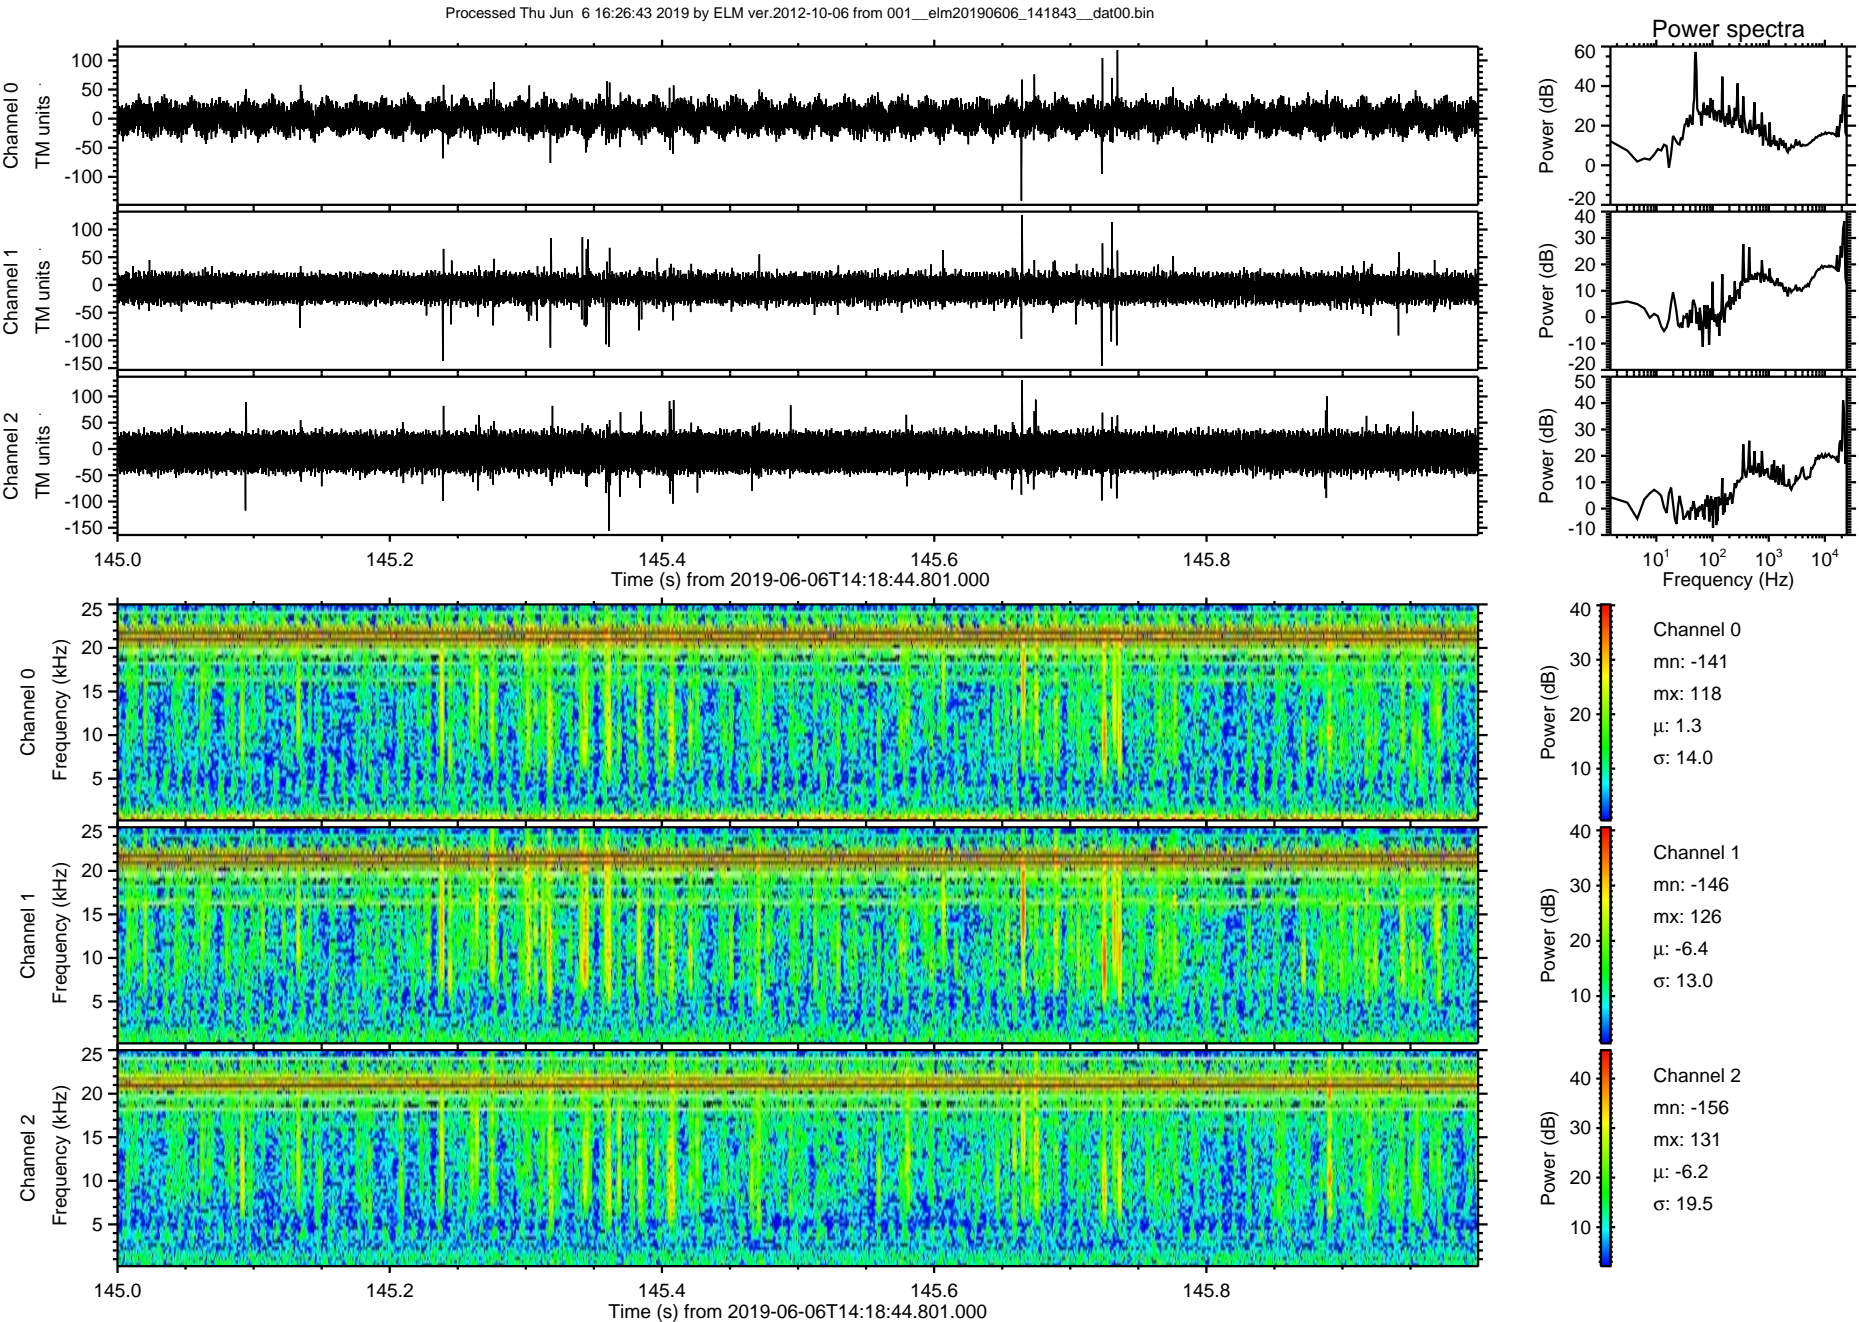 Processed Thu Jun  6 16:26:43 2019 by ELM ver.2012-10-06 from 001__elm20190606_141843__dat00.bin
Power spectra
Channel 0
TM units
100
50
0
-50
-100
Power (dB)
60
40
20
0
-20
Channel 1
TM units
100
50
0
-50
-100
-150
Power (dB)
40
30
20
10
0
-10
-20
Channel 2
TM units
100
50
0
-50
-100
-150
Power (dB)
50
40
30
20
10
0
-10
145.0 145.2 145.4 145.6 145.8
Time (s) from 2019-06-06T14:18:44.801.000
10¹ 10² 10³ 10⁴
Frequency (Hz)
Channel 0
Frequency (kHz)
25
20
15
10
5
Power (dB)
40
30
20
10
Channel 0
mn: -141
mx: 118
μ: 1.3
σ: 14.0
Channel 1
Frequency (kHz)
25
20
15
10
5
Power (dB)
40
30
20
10
Channel 1
mn: -146
mx: 126
μ: -6.4
σ: 13.0
Channel 2
Frequency (kHz)
25
20
15
10
5
Power (dB)
40
30
20
10
Channel 2
mn: -156
mx: 131
μ: -6.2
σ: 19.5
145.0 145.2 145.4 145.6 145.8
Time (s) from 2019-06-06T14:18:44.801.000